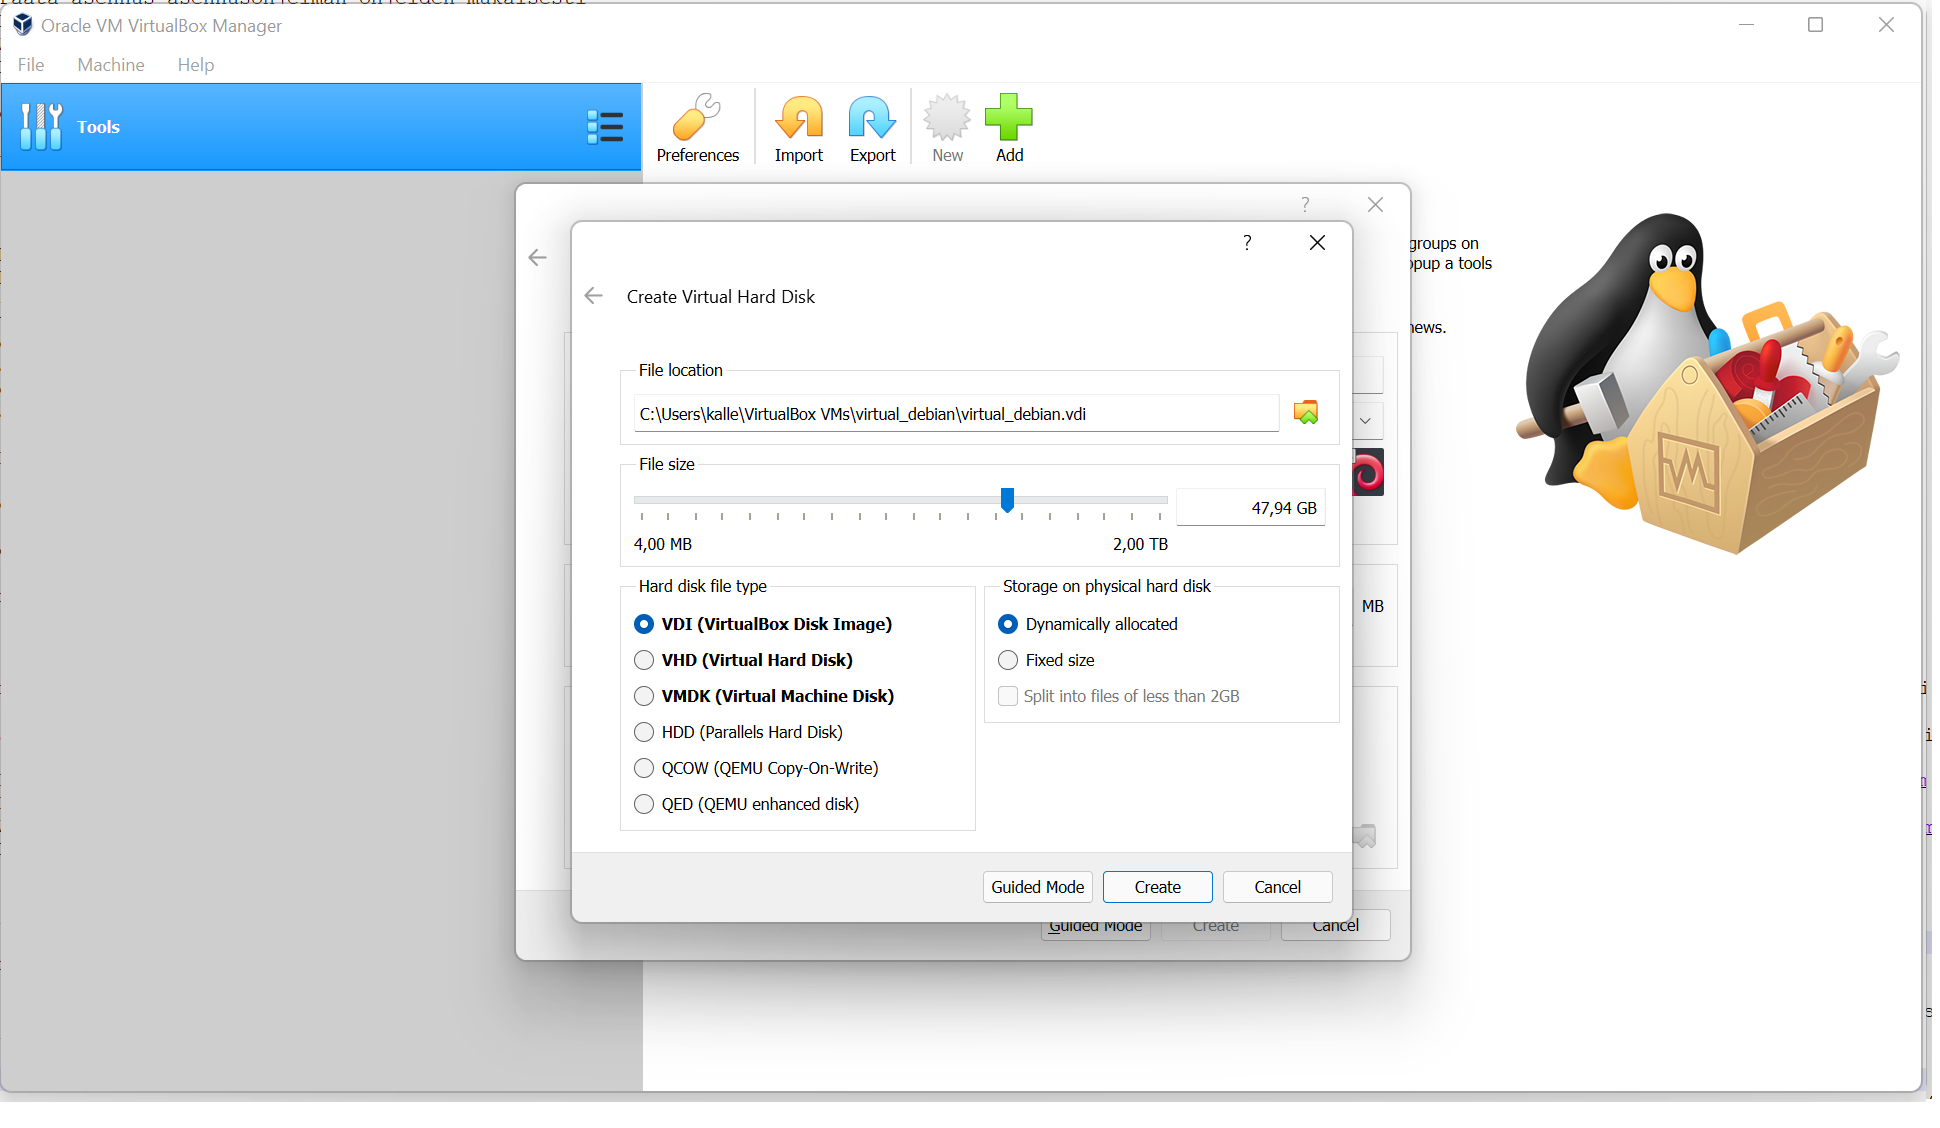 Oracle VM VirtualBox Manager
File Machine Help
Tools
Preferences Import Export New Add
?
groups on
popup a tools
news.
?
Create Virtual Hard Disk
File location
C:\Users\kalle\VirtualBox VMs\virtual_debian\virtual_debian.vdi
File size
47,94 GB
4,00 MB 2,00 TB
Hard disk file type
VDI (VirtualBox Disk Image)
VHD (Virtual Hard Disk)
VMDK (Virtual Machine Disk)
HDD (Parallels Hard Disk)
QCOW (QEMU Copy-On-Write)
QED (QEMU enhanced disk)
Storage on physical hard disk
Dynamically allocated
Fixed size
Split into files of less than 2GB
MB
Guided Mode Create Cancel
Guided Mode Create Cancel